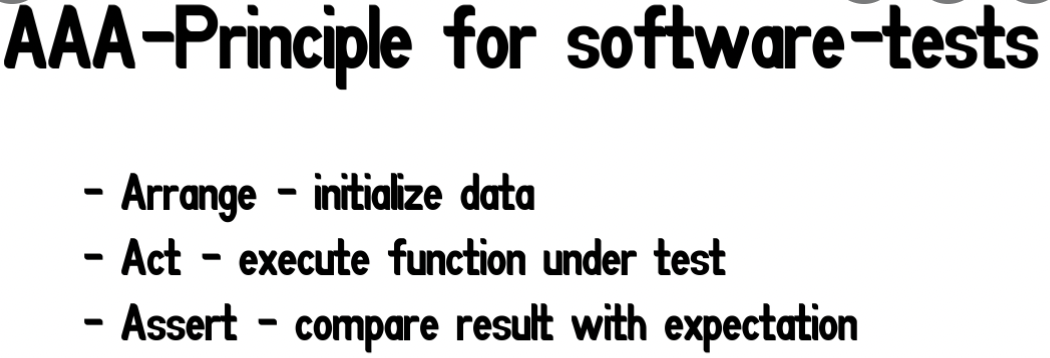 AAA-Principle for software-tests
- Arrange - initialize data
- Act - execute function under test
- Assert - compare result with expectation